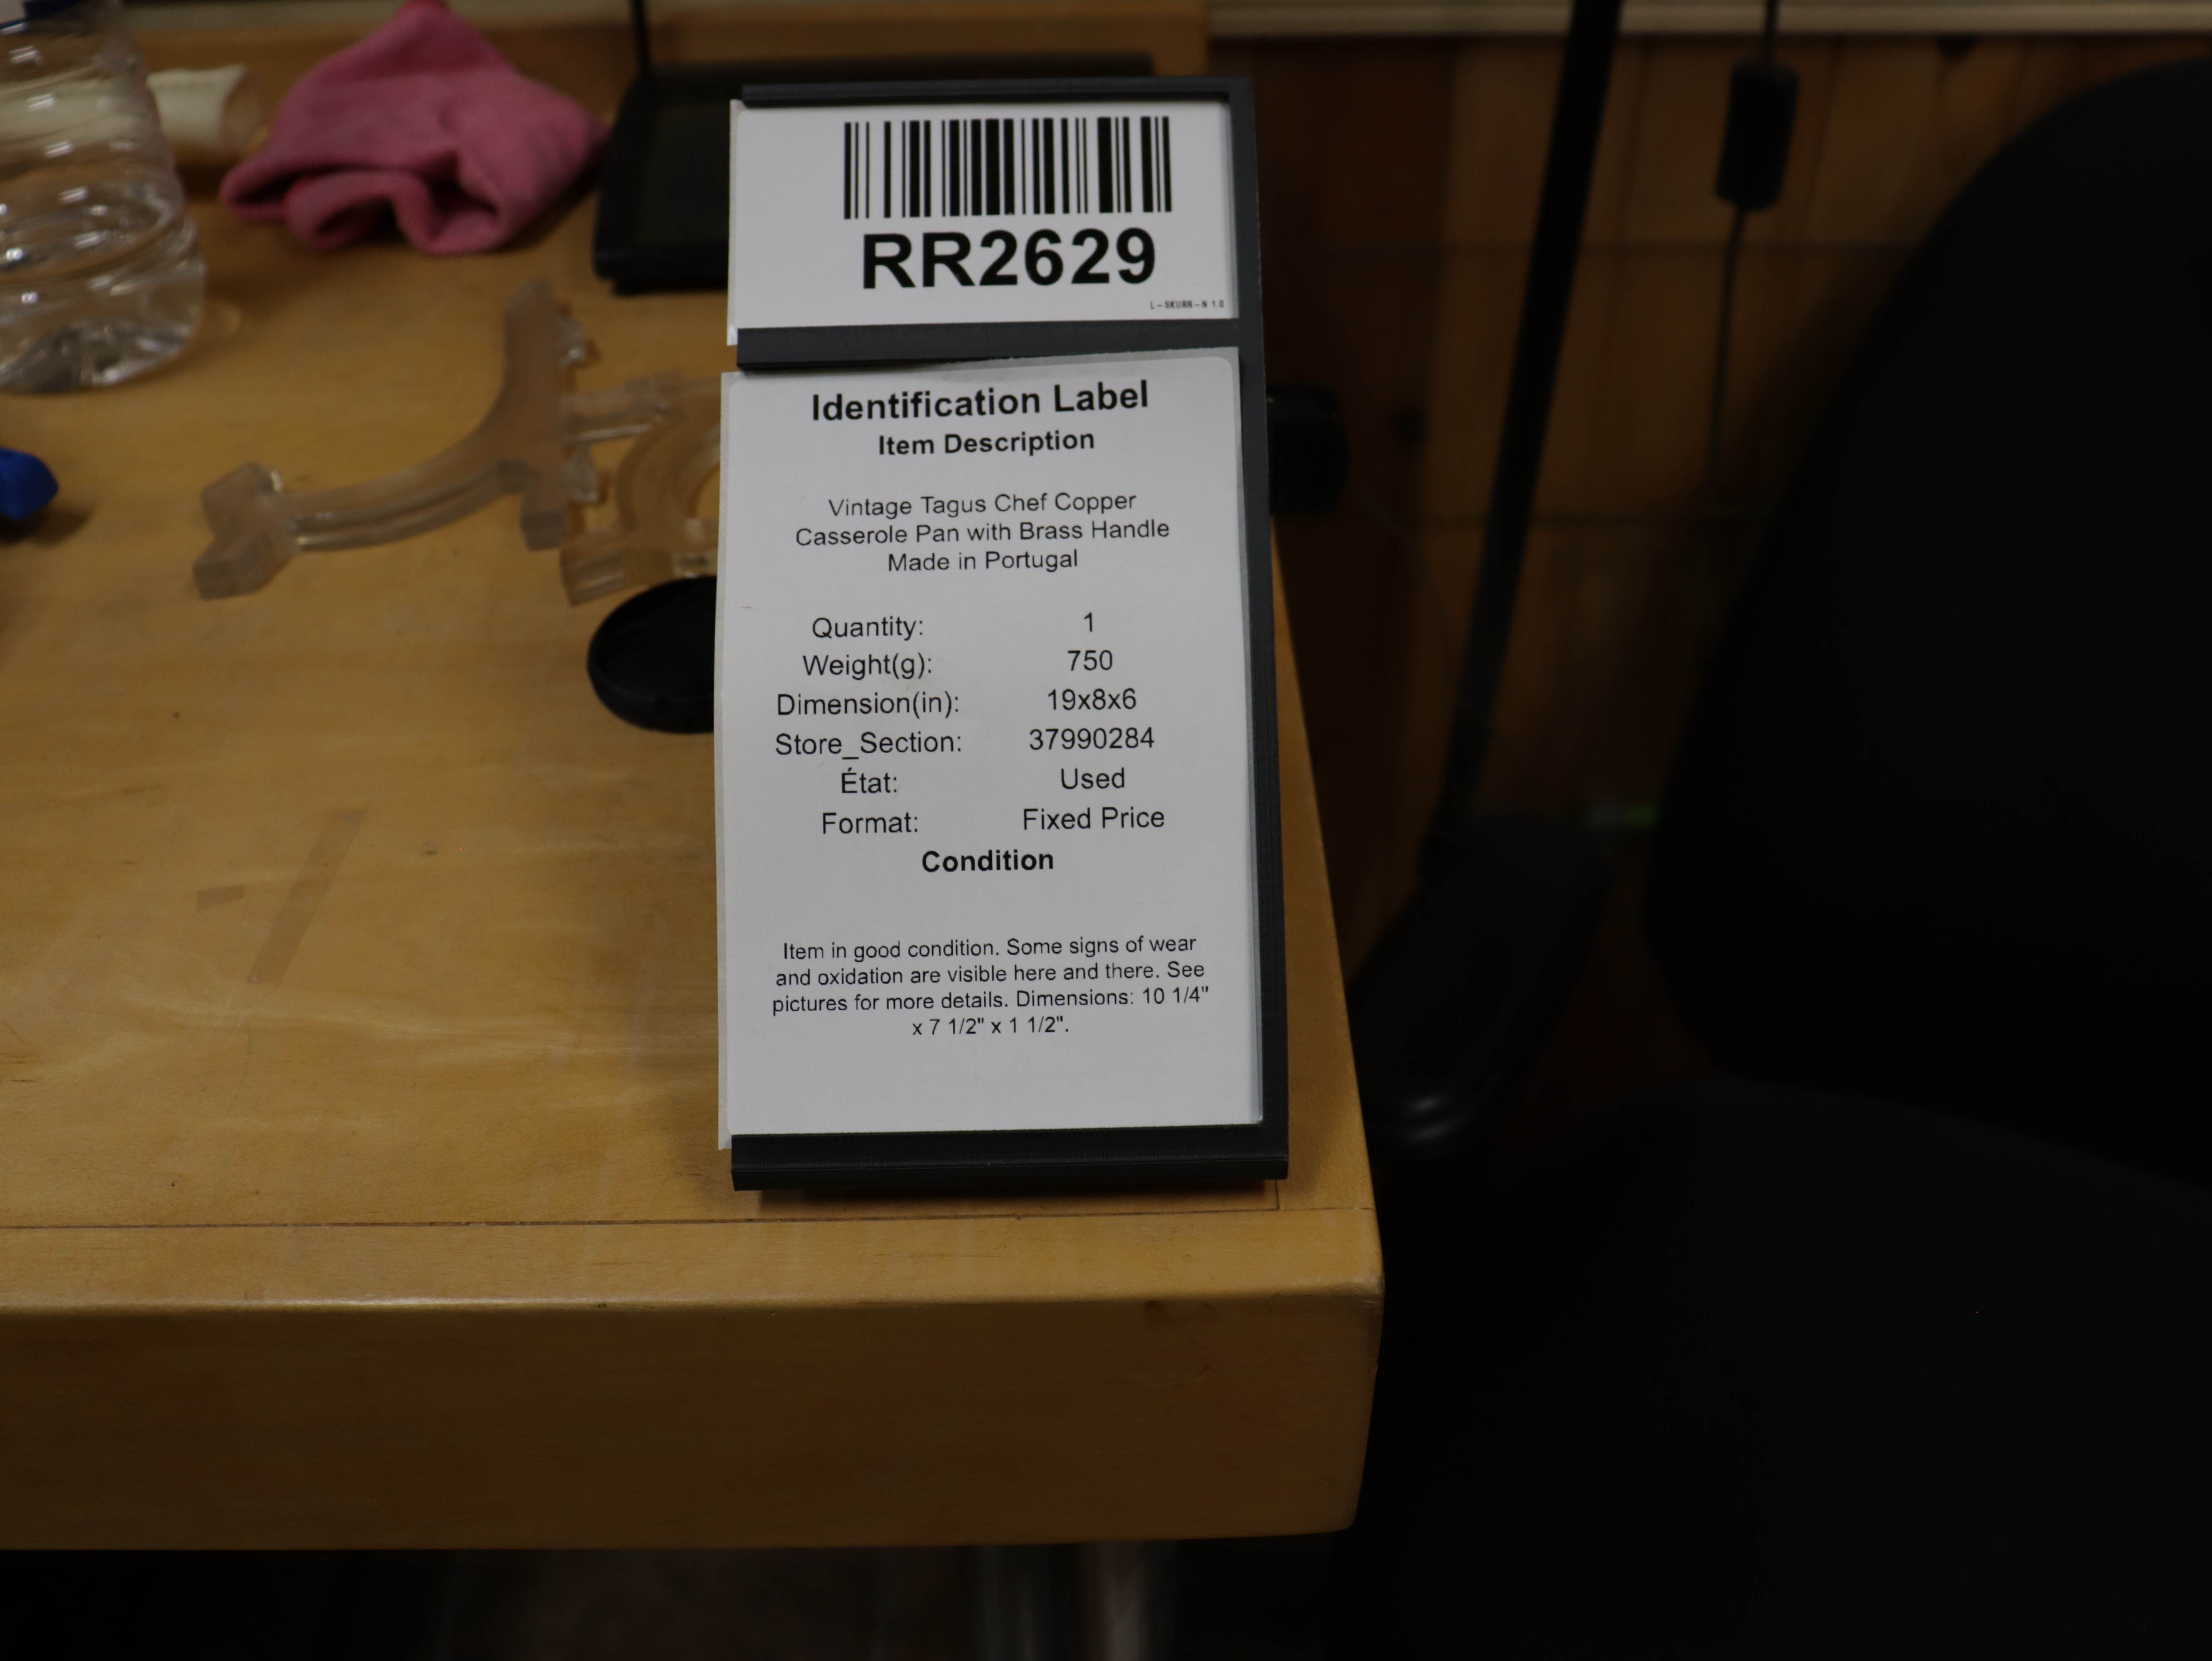 RR2629
L-SKURR-N 1.0
Identification Label
Item Description
Vintage Tagus Chef Copper
Casserole Pan with Brass Handle
Made in Portugal
Quantity: 1
Weight(g): 750
Dimension(in): 19x8x6
Store_Section: 37990284
État: Used
Format: Fixed Price
Condition
Item in good condition. Some signs of wear
and oxidation are visible here and there. See
pictures for more details. Dimensions: 10 1/4"
x 7 1/2" x 1 1/2".